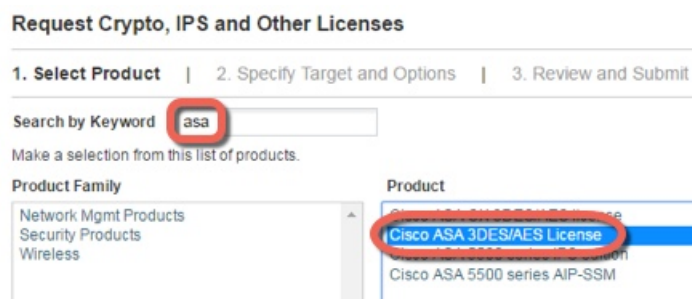 Request Crypto, IPS and Other Licenses
1. Select Product | 2. Specify Target and Options | 3. Review and Submit
Search by Keyword asa
Make a selection from this list of products.
Product Family
Product
Network Mgmt Products
Security Products
Wireless
Cisco ASA 3DES/AES License
Cisco ASA 5500 series AIP-SSM